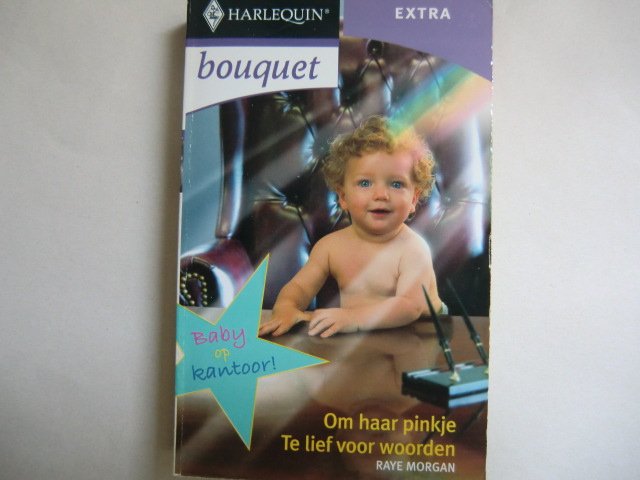 HARLEQUIN®
EXTRA
bouquet
Baby
op
kantoor!
Om haar pinkje
Te lief voor woorden
RAYE MORGAN